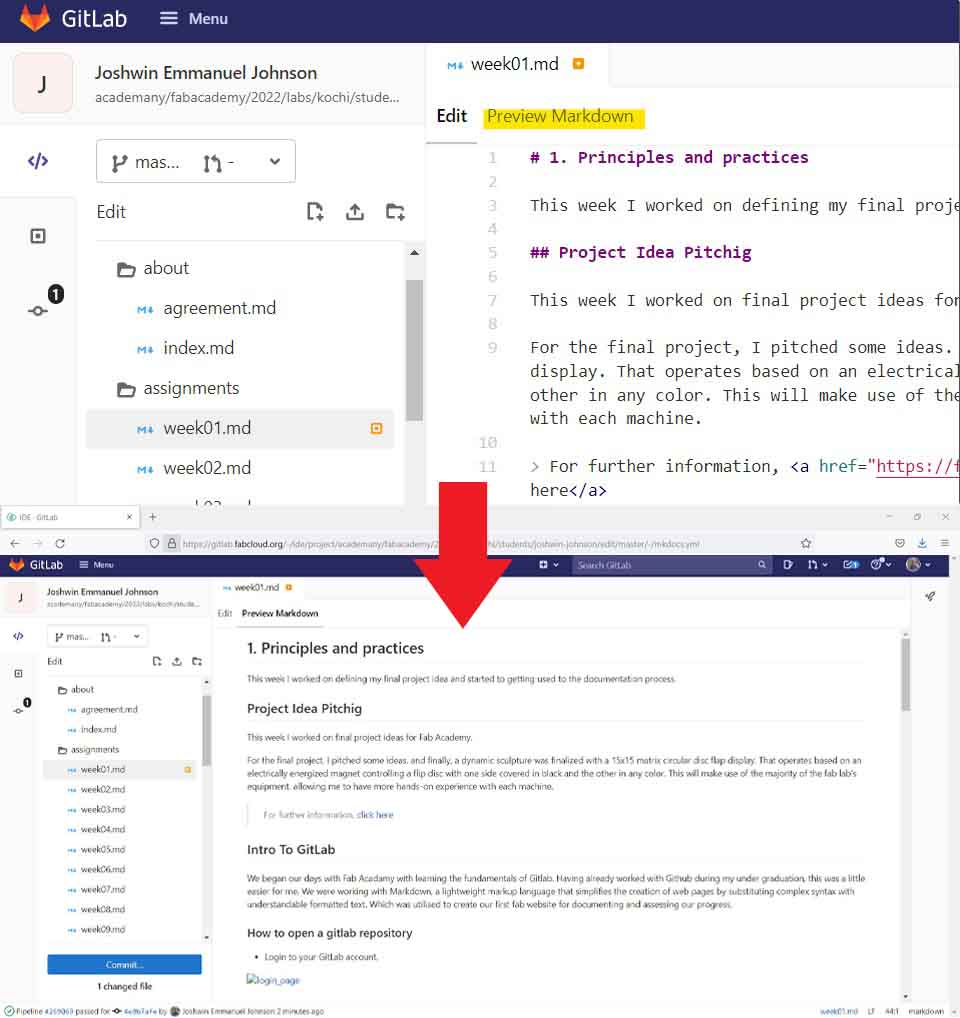 GitLab Menu
J
Joshwin Emmanuel Johnson
academany/fabacademy/2022/labs/kochi/stude...
mas... -
Edit
about
agreement.md
index.md
assignments
week01.md
week02.md
1
week01.md
Edit Preview Markdown
1 # 1. Principles and practices
2
3 This week I worked on defining my final proje
4
5 ## Project Idea Pitchig
6
7 This week I worked on final project ideas for
8
9 For the final project, I pitched some ideas.
display. That operates based on an electrical
other in any color. This will make use of the
with each machine.
10
11 > For further information, <a href="https://f
here</a>
IDE · GitLab
https://gitlab.fabcloud.org/-/ide/project/academany/fabacademy/2 N/students/joshwin-johnson/edit/master/-/mkdocs.yml
GitLab Menu Search GitLab
J
Joshwin Emmanuel Johnson
academany/fabacademy/2022/labs/kochi/stude...
mas... -
Edit
1
about
agreement.md
index.md
assignments
week01.md
week02.md
week03.md
week04.md
week05.md
week06.md
week07.md
week08.md
week09.md
Commit...
1 changed file
week01.md
Edit Preview Markdown
1. Principles and practices
This week I worked on defining my final project idea and started to getting used to the documentation process.
Project Idea Pitchig
This week I worked on final project ideas for Fab Academy.
For the final project, I pitched some ideas. and finally, a dynamic sculpture was finalized with a 15x15 matrix circular disc flap display. That operates based on an
electrically energized magnet controlling a flip disc with one side covered in black and the other in any color. This will make use of the majority of the fab lab's
equipment, allowing me to have more hands-on experience with each machine.
For further information, click here
Intro To GitLab
We began our days with Fab Acadamy with learning the fundamentals of Gitlab. Having already worked with Github during my under graduation, this was a little
easier for me. We were working with Markdown, a lightweight markup language that simplifies the creation of web pages by substituting complex syntax with
understandable formatted text. Which was utilised to create our first fab website for documenting and assessing our progress.
How to open a gitlab repository
• Login to your GitLab account.
login_page
Pipeline #269069 passed for 4e9b7afe by Joshwin Emmanuel Johnson 2 minutes ago
week01.md LF 44:1 markdown